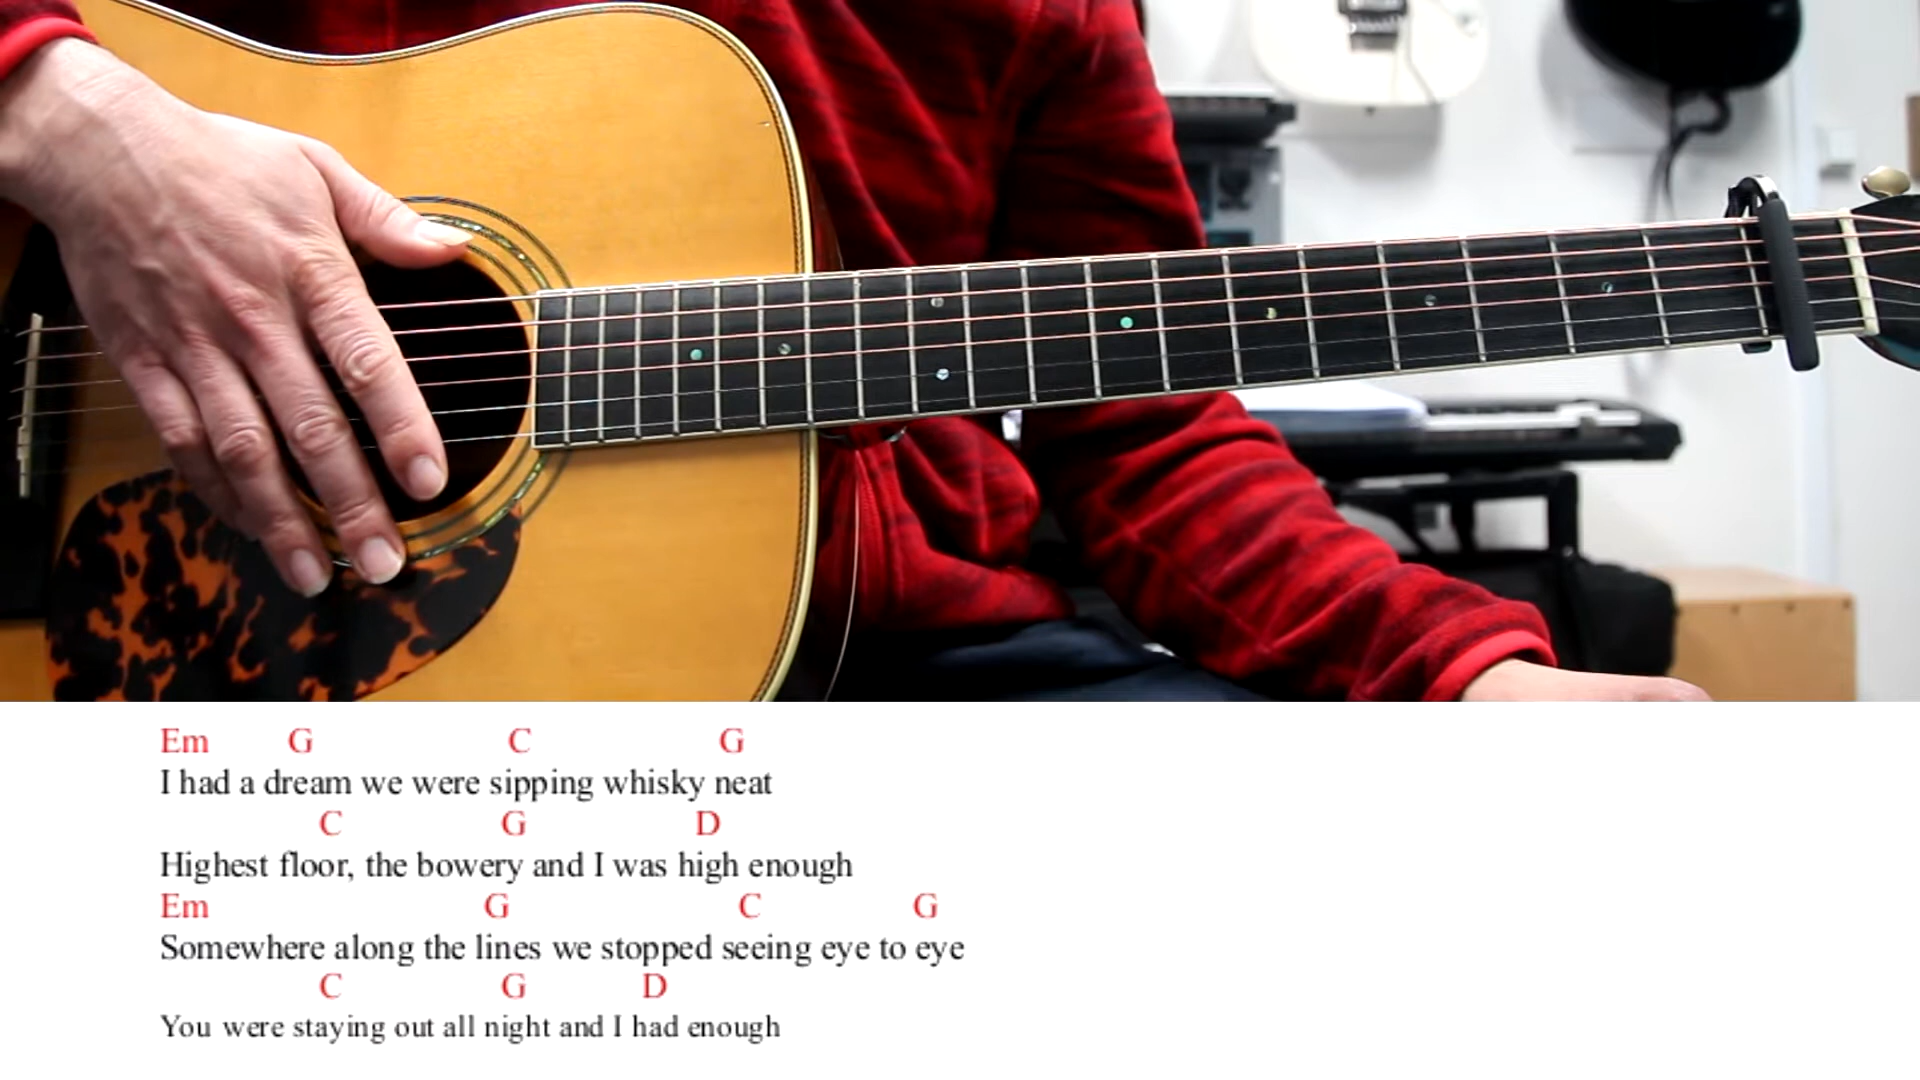 Em G C G
I had a dream we were sipping whisky neat
C G D
Highest floor, the bowery and I was high enough
Em G C G
Somewhere along the lines we stopped seeing eye to eye
C G D
You were staying out all night and I had enough